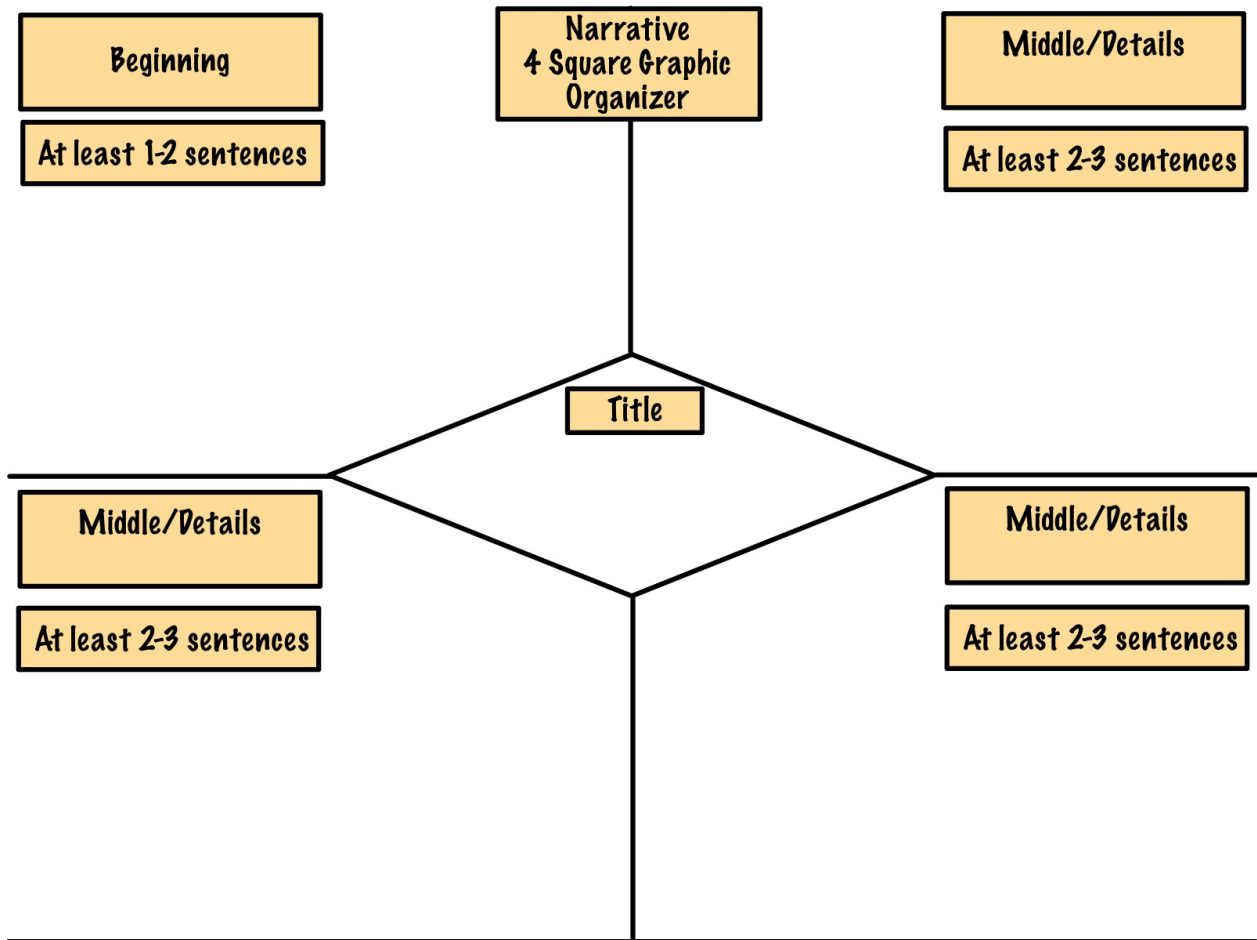 Beginning
At least 1-2 sentences
Narrative
4 Square Graphic
Organizer
Middle/Details
At least 2-3 sentences
Title
Middle/Details
At least 2-3 sentences
Middle/Details
At least 2-3 sentences